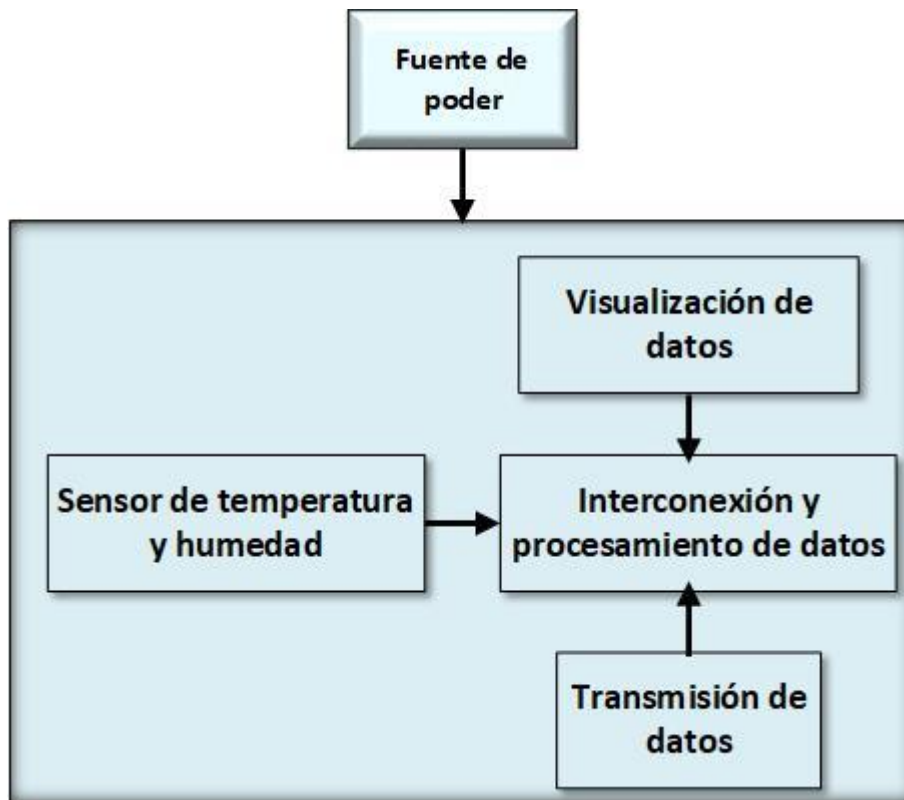 Fuente de
poder
Visualización de
datos
Sensor de temperatura
y humedad
Interconexión y
procesamiento de datos
Transmisión de
datos